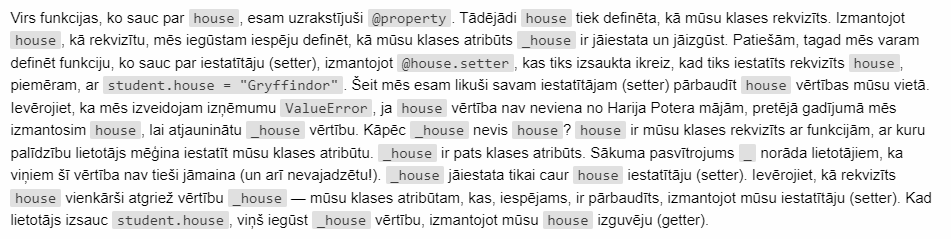 Virs funkcijas, ko sauc par house, esam uzrakstījuši @property. Tādējādi house tiek definēta, kā mūsu klases rekvizīts. Izmantojot
house, kā rekvizītu, mēs iegūstam iespēju definēt, kā mūsu klases atribūts _house ir jāiestata un jāizgūst. Patiešām, tagad mēs varam
definēt funkciju, ko sauc par iestatītāju (setter), izmantojot @house.setter, kas tiks izsaukta ikreiz, kad tiks iestatīts rekvizīts house,
piemēram, ar student.house = "Gryffindor". Šeit mēs esam likuši savam iestatītājam (setter) pārbaudīt house vērtības mūsu vietā.
Ievērojiet, ka mēs izveidojam izņēmumu ValueError, ja house vērtība nav neviena no Harija Potera mājām, pretējā gadījumā mēs
izmantosim house, lai atjauninātu _house vērtību. Kāpēc _house nevis house? house ir mūsu klases rekvizīts ar funkcijām, ar kuru
palīdzību lietotājs mēģina iestatīt mūsu klases atribūtu. _house ir pats klases atribūts. Sākuma pasvītrojums _ norāda lietotājiem, ka
viņiem šī vērtība nav tieši jāmaina (un arī nevajadzētu!). _house jāiestata tikai caur house iestatītāju (setter). Ievērojiet, kā rekvizīts
house vienkārši atgriež vērtību _house — mūsu klases atribūtam, kas, iespējams, ir pārbaudīts, izmantojot mūsu iestatītāju (setter). Kad
lietotājs izsauc student.house, viņš iegūst _house vērtību, izmantojot mūsu house izguvēju (getter).